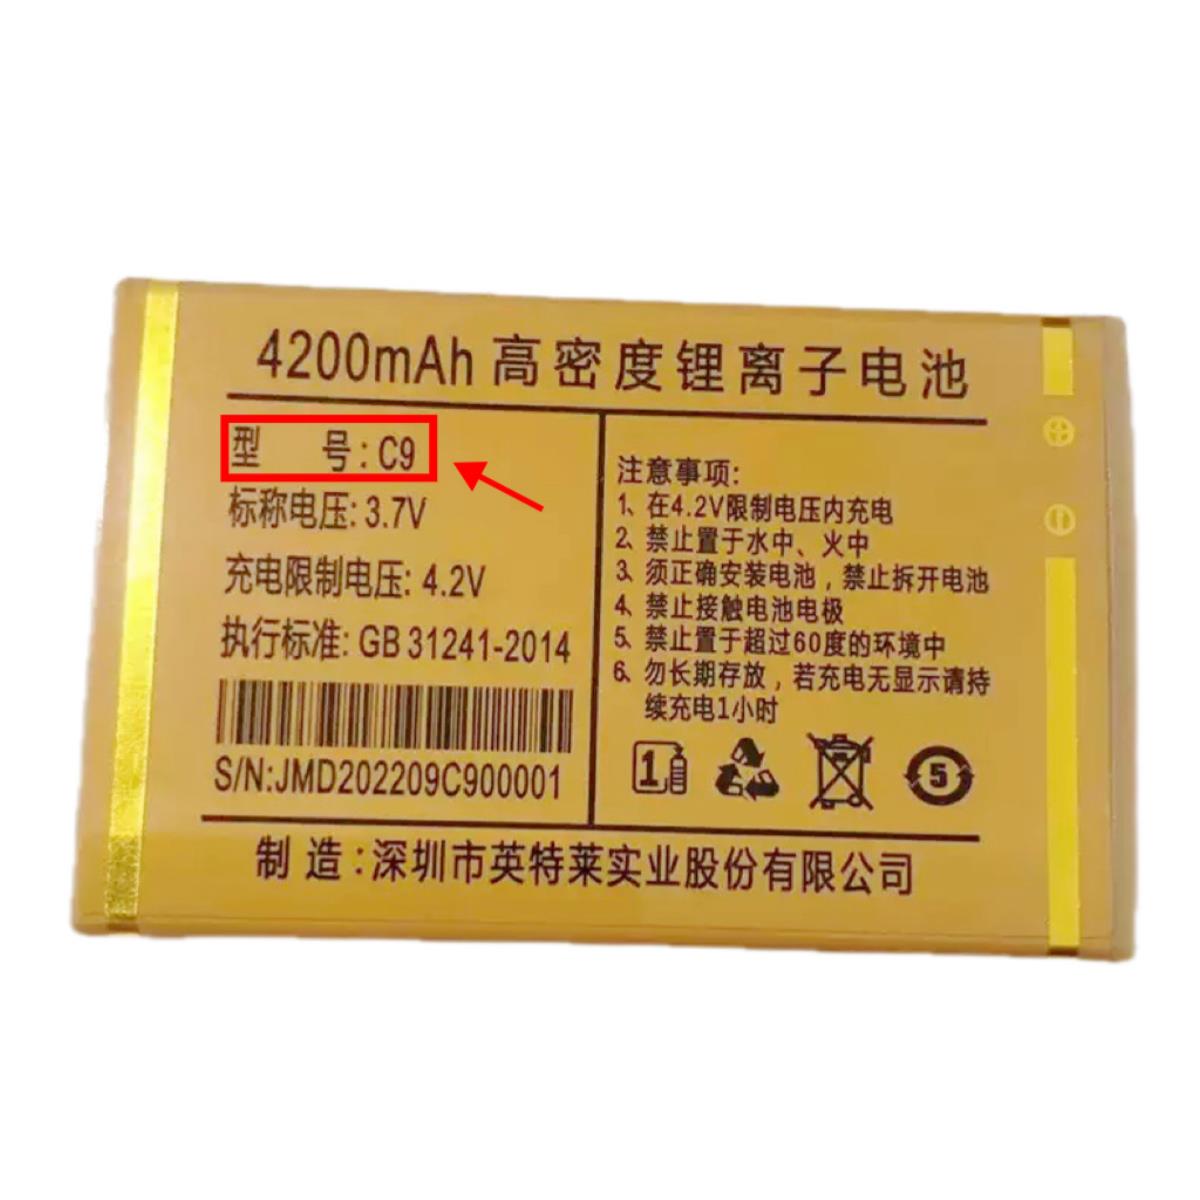 4200mAh 高密度锂离子电池
型 号: C9
标称电压: 3.7V
充电限制电压: 4.2V
执行标准: GB 31241-2014
S/N:JMD202209C900001
注意事项:
1、在4.2V限制电压内充电
2、禁止置于水中、火中
3、须正确安装电池，禁止拆开电池
4、禁止接触电池电极
5、禁止置于超过60度的环境中
6、勿长期存放，若充电无显示请持
续充电1小时
1
5
制 造:深圳市英特莱实业股份有限公司